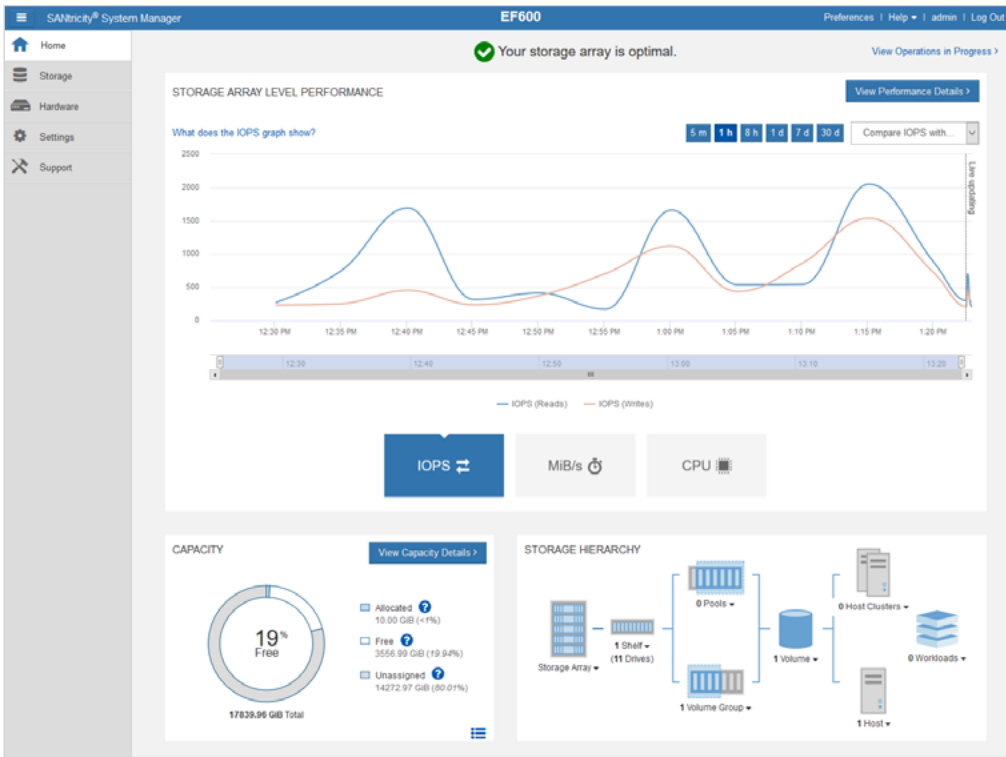 SANtricity® System Manager
EF600
Preferences | Help | admin | Log Out
Home
Storage
Hardware
Settings
Support
Your storage array is optimal.
View Operations in Progress >
STORAGE ARRAY LEVEL PERFORMANCE
View Performance Details >
What does the IOPS graph show?
5 m 1 h 8 h 1 d 7 d 30 d Compare IOPS with...
2500
2000
1500
1000
500
0
Live updating
12:30 PM 12:35 PM 12:40 PM 12:45 PM 12:50 PM 12:55 PM 1:00 PM 1:05 PM 1:10 PM 1:15 PM 1:20 PM
12:30 12:40 12:50 13:00 13:10 13:20
IOPS (Reads) IOPS (Writes)
IOPS
MiB/s
CPU
CAPACITY
View Capacity Details >
19%
Free
17839.96 GiB Total
Allocated ?
10.00 GiB (<1%)
Free ?
3556.99 GiB (19.94%)
Unassigned ?
14272.97 GiB (80.01%)
STORAGE HIERARCHY
Storage Array
1 Shelf
(11 Drives)
0 Pools
1 Volume Group
1 Volume
0 Host Clusters
1 Host
0 Workloads